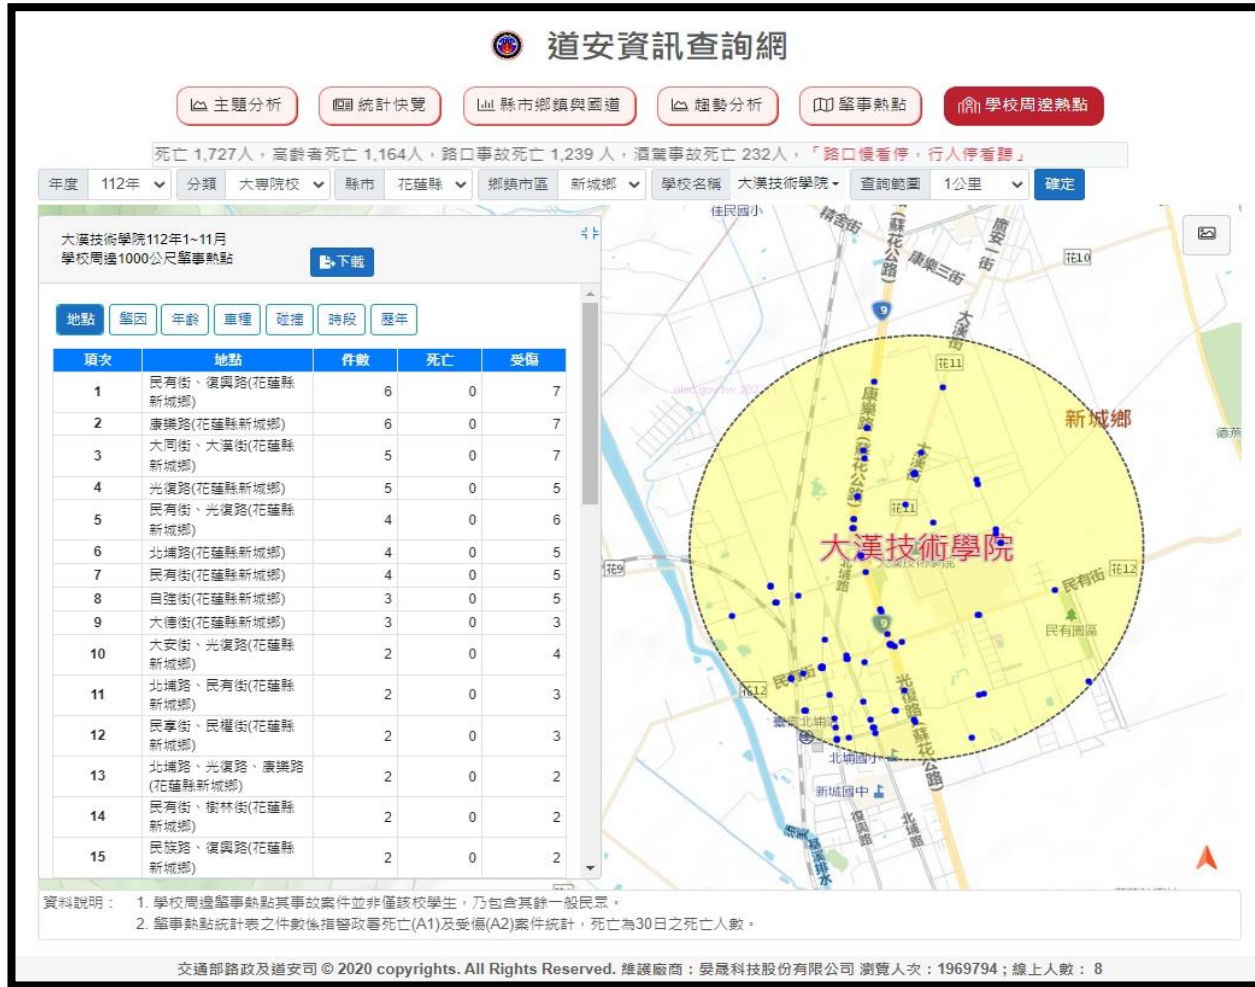 道安資訊查詢網
主題分析 統計快覽 縣市鄉鎮與國道 趨勢分析 肇事熱點 學校周邊熱點
死亡 1,727人，高齡者死亡 1,164人，路口事故死亡 1,239 人，酒駕事故死亡 232人，「路口慢看停，行人停看聽」
年度 112年 分類 大專院校 縣市 花蓮縣 鄉鎮市區 新城鄉 學校名稱 大漢技術學院 查詢範圍 1公里 確定
大漢技術學院112年1~11月
學校周邊1000公尺肇事熱點
下載
地點 肇因 年齡 車種 碰撞 時段 歷年
項次 地點 件數 死亡 受傷
1 民有街、復興路(花蓮縣新城鄉) 6 0 7
2 康樂路(花蓮縣新城鄉) 6 0 7
3 大同街、大漢街(花蓮縣新城鄉) 5 0 7
4 光復路(花蓮縣新城鄉) 5 0 5
5 民有街、光復路(花蓮縣新城鄉) 4 0 6
6 北埔路(花蓮縣新城鄉) 4 0 5
7 民有街(花蓮縣新城鄉) 4 0 5
8 自強街(花蓮縣新城鄉) 3 0 5
9 大德街(花蓮縣新城鄉) 3 0 3
10 大安街、光復路(花蓮縣新城鄉) 2 0 4
11 北埔路、民有街(花蓮縣新城鄉) 2 0 3
12 民享街、民權街(花蓮縣新城鄉) 2 0 3
13 北埔路、光復路、康樂路(花蓮縣新城鄉) 2 0 2
14 民有街、樹林街(花蓮縣新城鄉) 2 0 2
15 民族路、復興路(花蓮縣新城鄉) 2 0 2
佳民國小
精舍街
(蘇花公路)
康樂三街
廣安一街
花10
9
大漢街
花11
康樂路(蘇花公路)
新城鄉
德燕
大漢街
花11
大漢技術學院
大漢技術學院
北埔路
花9
花12
民有街
9
民有園區
民有街
花12
光復路(蘇花公路)
北埔國小
新城國中
復興路
北埔路
資料說明： 1. 學校周邊肇事熱點其事故案件並非僅該校學生，乃包含其餘一般民眾。
2. 肇事熱點統計表之件數係指警政署死亡(A1)及受傷(A2)案件統計，死亡為30日之死亡人數。
交通部路政及道安司 © 2020 copyrights. All Rights Reserved. 維護廠商：晏晟科技股份有限公司 瀏覽人次：1969794；線上人數： 8